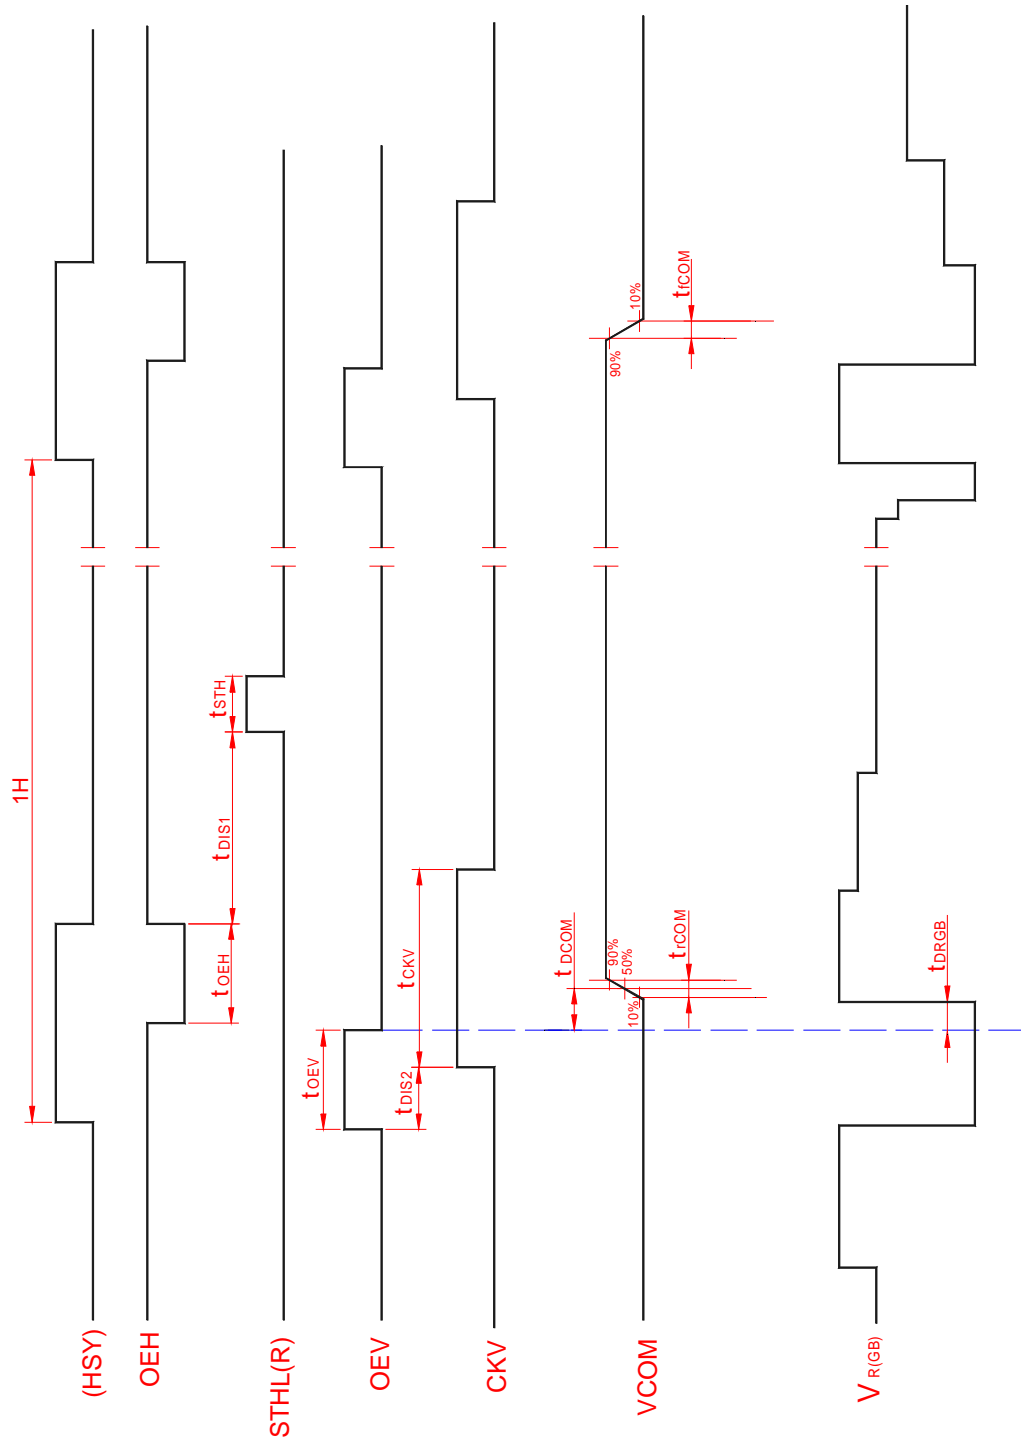 (HSY)
1H
OEH
tOEH
tDIS1
tSTH
STHL(R)
OEV
tOEV
tDIS2
CKV
tCKV
VCOM
tDCOM
10%
50%
90%
trCOM
90%
10%
tfCOM
V R(GB)
tDRGB